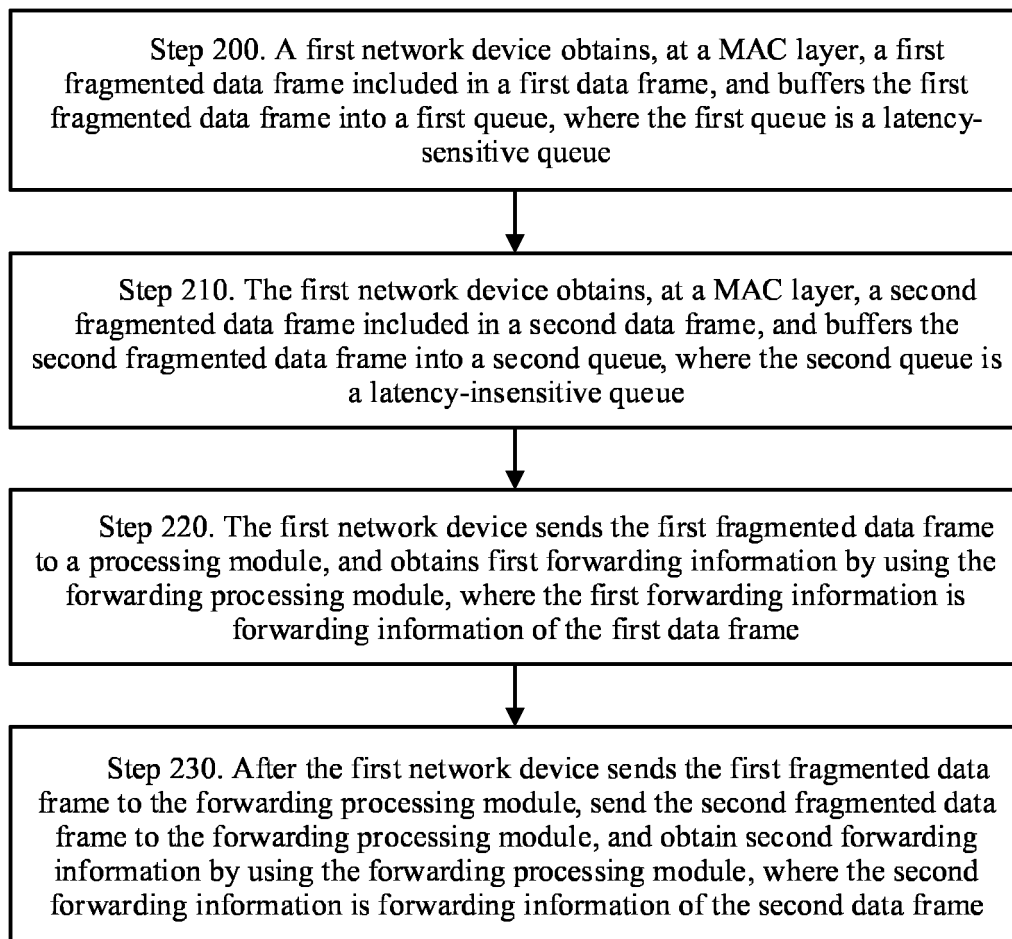 Step 200. A first network device obtains, at a MAC layer, a first
fragmented data frame included in a first data frame, and buffers the first
fragmented data frame into a first queue, where the first queue is a latency-
sensitive queue
Step 210. The first network device obtains, at a MAC layer, a second
fragmented data frame included in a second data frame, and buffers the
second fragmented data frame into a second queue, where the second queue is
a latency-insensitive queue
Step 220. The first network device sends the first fragmented data frame
to a processing module, and obtains first forwarding information by using the
forwarding processing module, where the first forwarding information is
forwarding information of the first data frame
Step 230. After the first network device sends the first fragmented data
frame to the forwarding processing module, send the second fragmented data
frame to the forwarding processing module, and obtain second forwarding
information by using the forwarding processing module, where the second
forwarding information is forwarding information of the second data frame